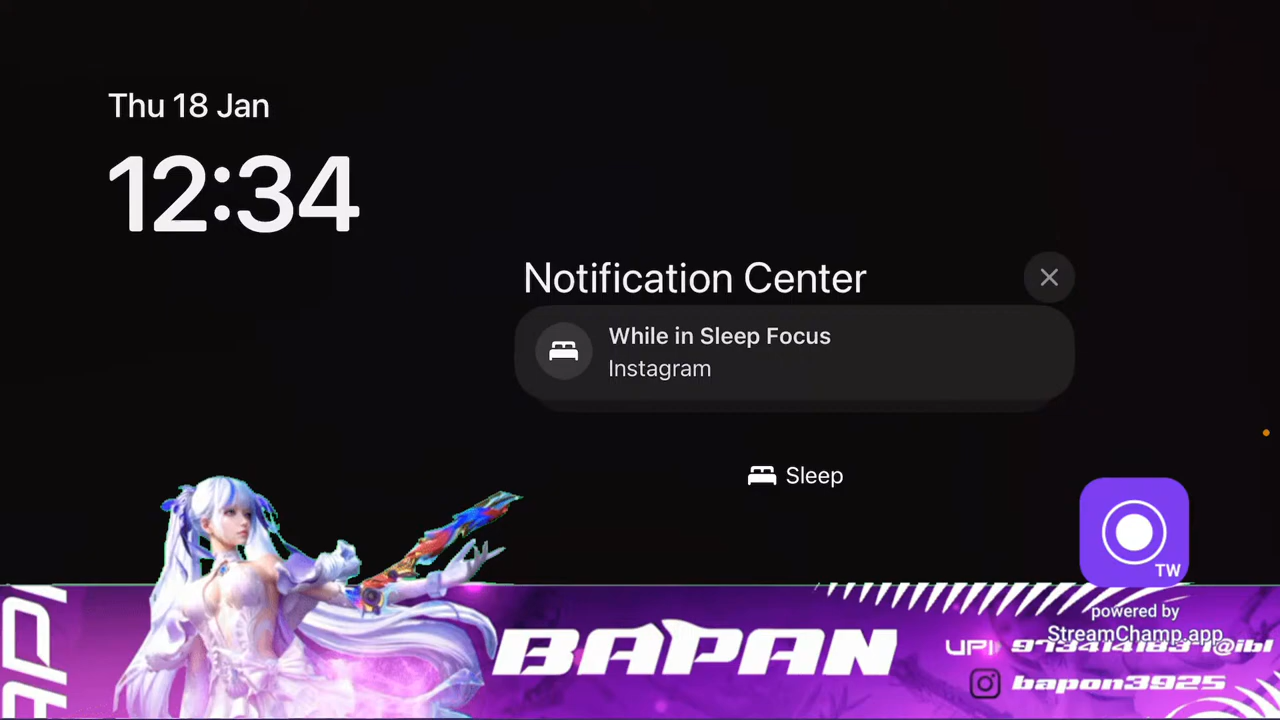 Thu 18 Jan
12:34
Notification Center
While in Sleep Focus
Instagram
Sleep
TW
powered by
StreamChamp.app
BAPAN
UPI
bapon3925